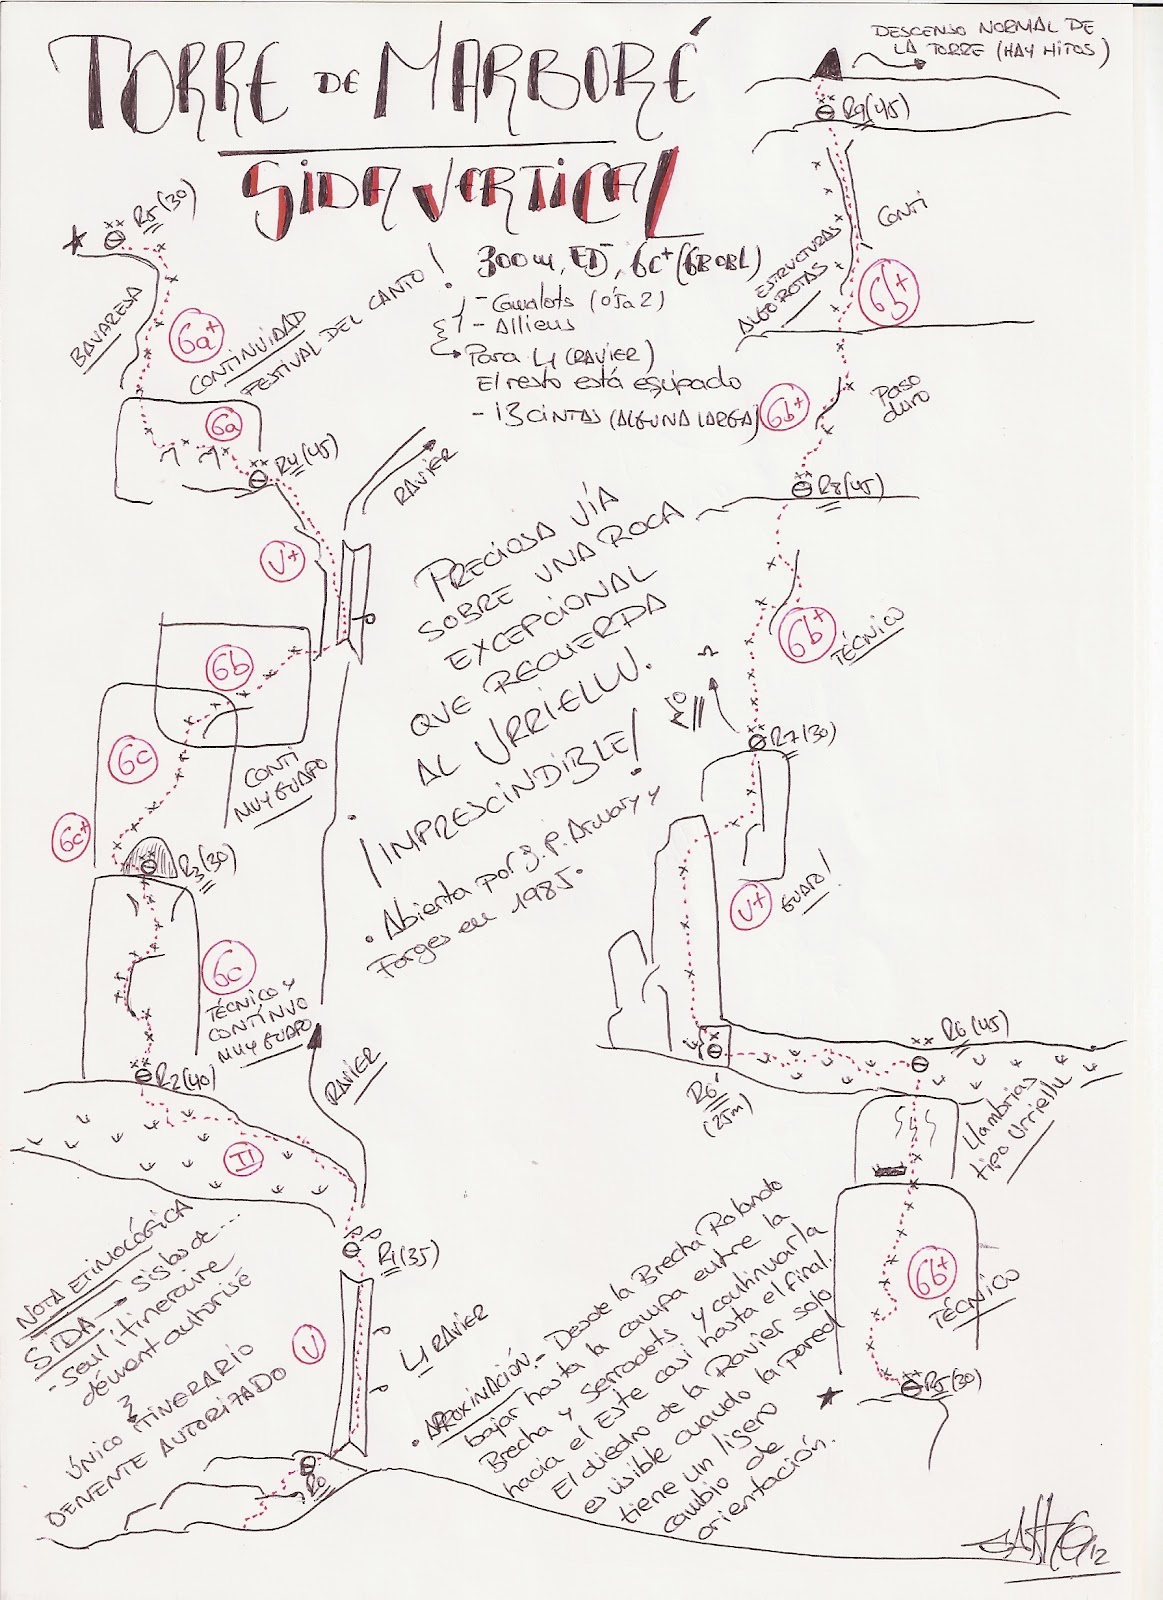 TORRE DE MARBORÉ
SIDA VERTICAL
300m, ED-, 6c+ (6B OBL)
- Camalots (0'5 a 2)
- Alliens
Para L1 (RAVIER)
El resto está equipado
- 13 CINTAS (ALGUNA LARGA)
DESCENSO NORMAL DE
LA TORRE (HAY HITOS)
R9 (45)
CONTI
ESTRUCTURAS
ALGO ROTAS
6b+
6b+
Paso
duro
R8 (45)
6b+
TÉCNICO
R7 (30)
V+
GUAPO!
R6 (45)
R6'
(25m)
Llambrias
tipo Urriellu
6b+
TÉCNICO
R5 (30)
R5 (30)
BAVARESA
6a+
CONTINUIDAD
FESTIVAL DEL CANTO!
6a
R4 (45)
RAVIER
V+
6b
6c
CONTI
MUY GUAPO
6c+
R3 (30)
6c
TÉCNICO Y
CONTÍNUO
MUY GUAPO
R2 (40)
RAVIER
II
R1 (35)
V
L1 RAVIER
R0
PRECIOSA VÍA
SOBRE UNA ROCA
EXCEPCIONAL
QUE RECUERDA
AL URRIELLU.
¡IMPRESCINDIBLE!
• Abierta por J.P. Y
Forges en 1985.
NOTA ETIMOLÓGICA
SIDA → Sislos de ....
- seul itineraire
dément autorisé
ÚNICO ITINERARIO
DEMENTE AUTORIZADO
• APROXIMACIÓN.- Desde la Brecha Rolando
bajar hasta la campa entre la
Brecha y Serradets y continuarla
hacia el Este casi hasta el final.
El diedro de la Ravier solo
es visible cuando la pared
tiene un ligero
cambio de
orientación.
12